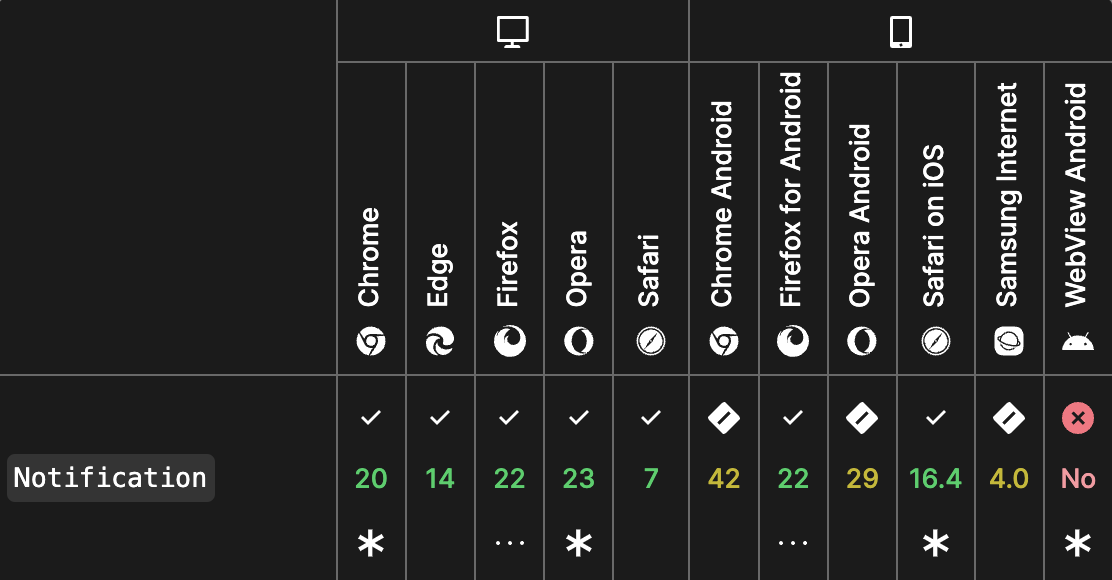 Chrome
Edge
Firefox
Opera
Safari
Chrome Android
Firefox for Android
Opera Android
Safari on iOS
Samsung Internet
WebView Android
Notification
20
14
22
23
7
42
22
29
16.4
4.0
No
* … * … * *